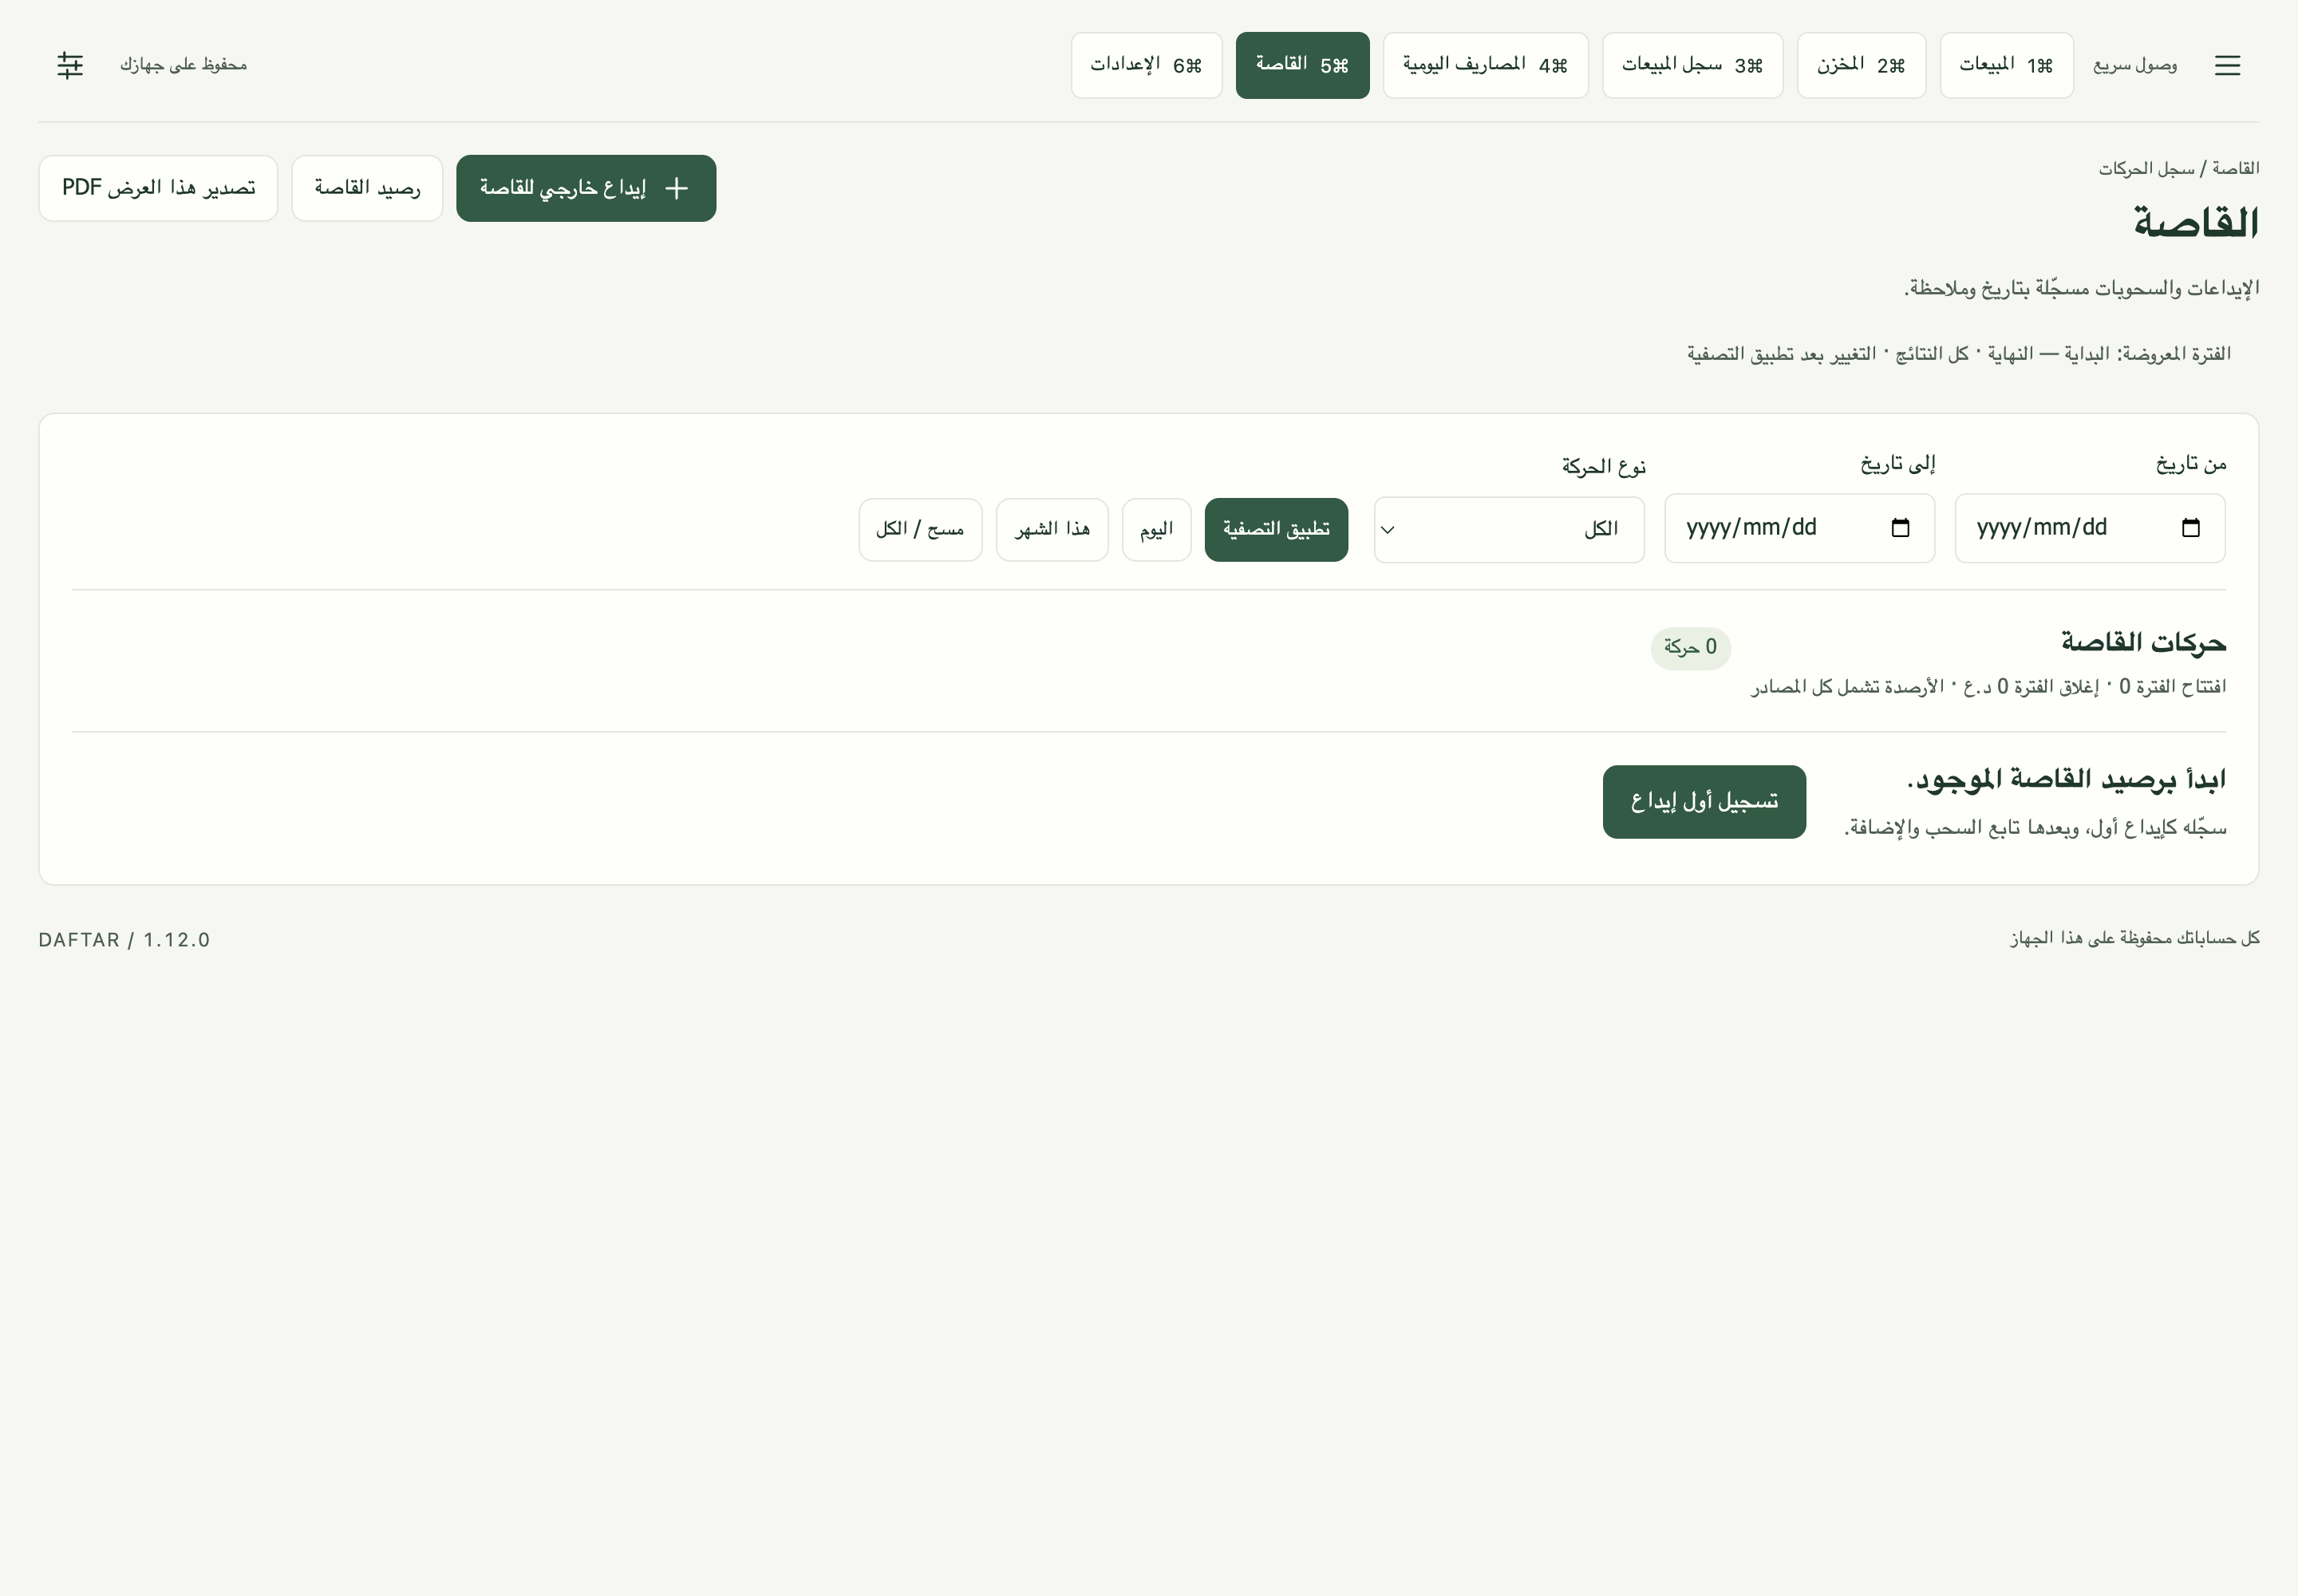 وصول سريع
⌘1 المبيعات
⌘2 المخزن
⌘3 سجل المبيعات
⌘4 المصاريف اليومية
⌘5 القاصة
⌘6 الإعدادات
محفوظ على جهازك
القاصة / سجل الحركات
القاصة
الإيداعات والسحوبات مسجّلة بتاريخ وملاحظة.
إيداع خارجي للقاصة
رصيد القاصة
تصدير هذا العرض PDF
الفترة المعروضة: البداية — النهاية · كل النتائج · التغيير بعد تطبيق التصفية
من تاريخ
yyyy/mm/dd
إلى تاريخ
yyyy/mm/dd
نوع الحركة
الكل
تطبيق التصفية
اليوم
هذا الشهر
مسح / الكل
حركات القاصة
0 حركة
افتتاح الفترة 0 · إغلاق الفترة 0 د.ع · الأرصدة تشمل كل المصادر
ابدأ برصيد القاصة الموجود.
سجّله كإيداع أول، وبعدها تابع السحب والإضافة.
تسجيل أول إيداع
كل حساباتك محفوظة على هذا الجهاز
DAFTAR / 1.12.0